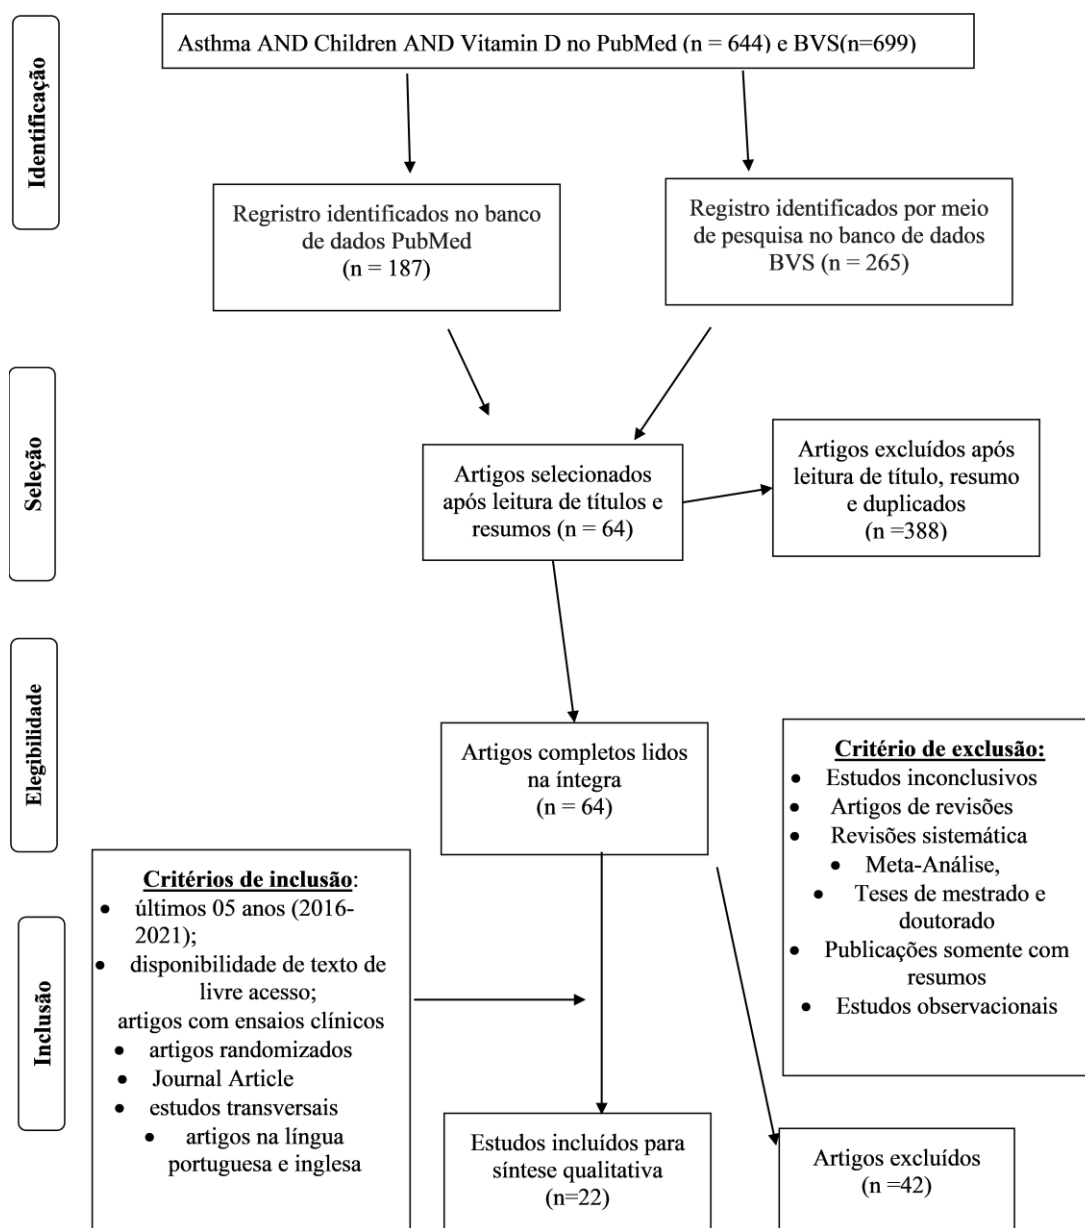 Identificação
Asthma AND Children AND Vitamin D no PubMed (n = 644) e BVS(n=699)
Regristro identificados no banco
de dados PubMed
(n = 187)
Registro identificados por meio
de pesquisa no banco de dados
BVS (n = 265)
Seleção
Artigos selecionados
após leitura de títulos e
resumos (n = 64)
Artigos excluídos após
leitura de título, resumo
e duplicados
(n =388)
Elegibilidade
Artigos completos lidos
na íntegra
(n = 64)
Critério de exclusão:
• Estudos inconclusivos
• Artigos de revisões
• Revisões sistemática
• Meta-Análise,
• Teses de mestrado e
doutorado
• Publicações somente com
resumos
• Estudos observacionais
Inclusão
Critérios de inclusão:
• últimos 05 anos (2016-
2021);
• disponibilidade de texto de
livre acesso;
artigos com ensaios clínicos
• artigos randomizados
• Journal Article
• estudos transversais
• artigos na língua
portuguesa e inglesa
Estudos incluídos para
síntese qualitativa
(n=22)
Artigos excluídos
(n =42)